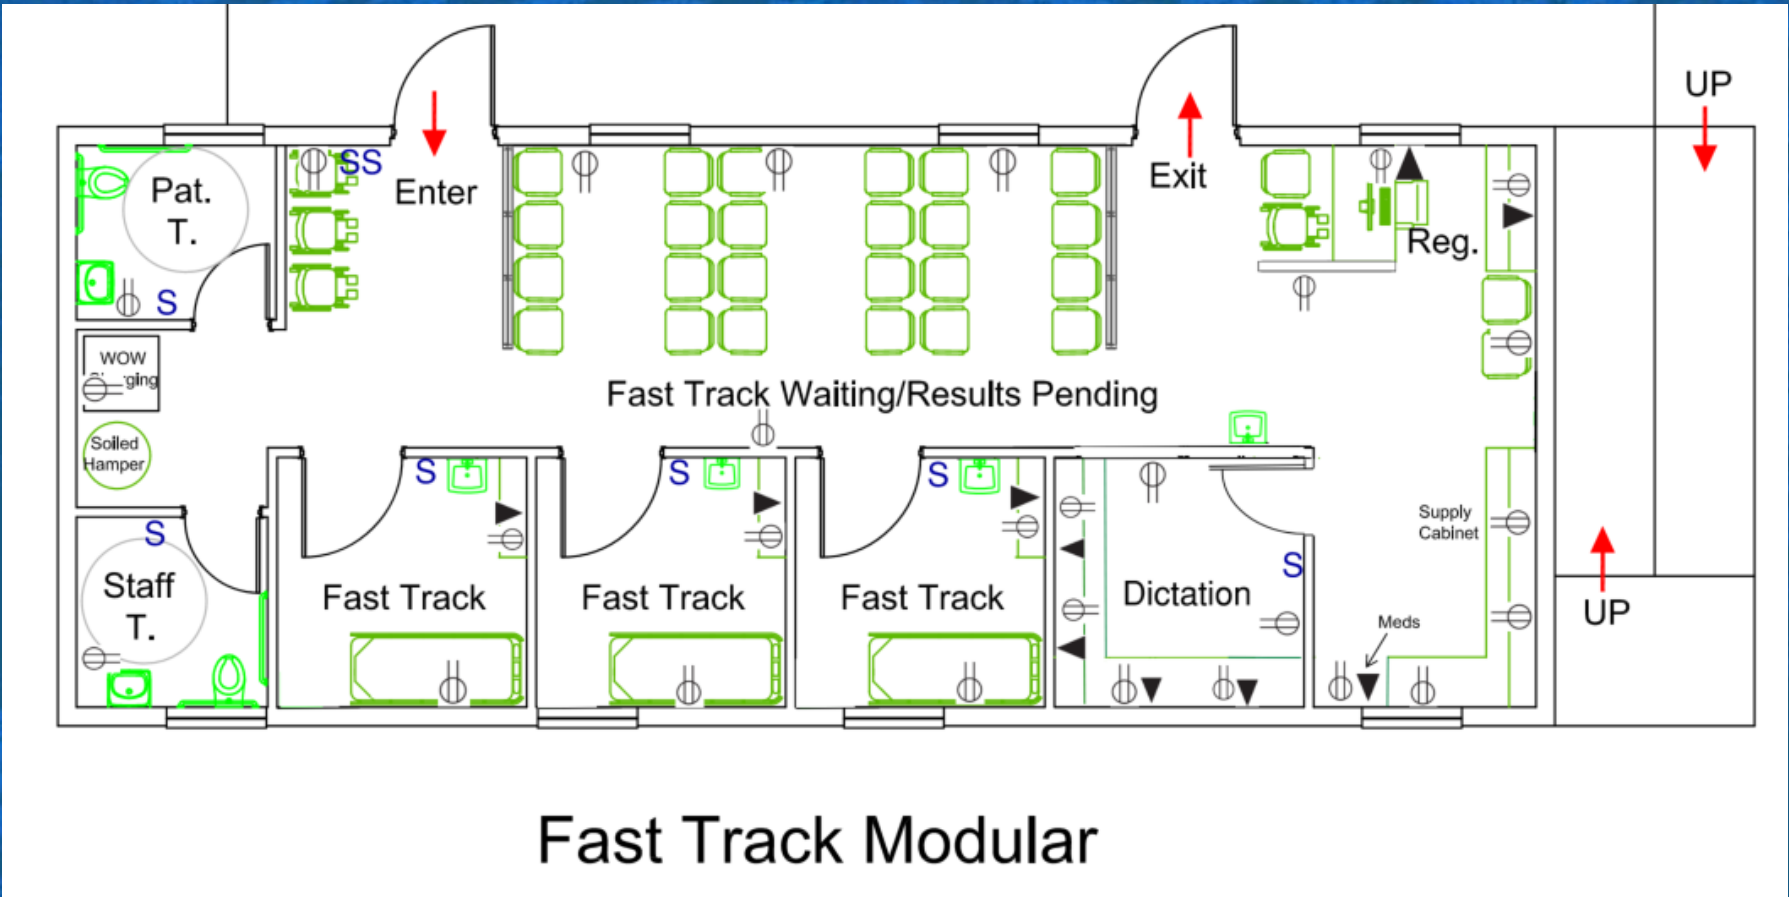 UP
SS
Enter
Exit
Pat.
T.
Reg.
S
WOW
ging
Fast Track Waiting/Results Pending
Soiled
Hamper
S
S
S
S
Supply
Cabinet
S
Staff
T.
Fast Track
Fast Track
Fast Track
Dictation
UP
Meds
Fast Track Modular